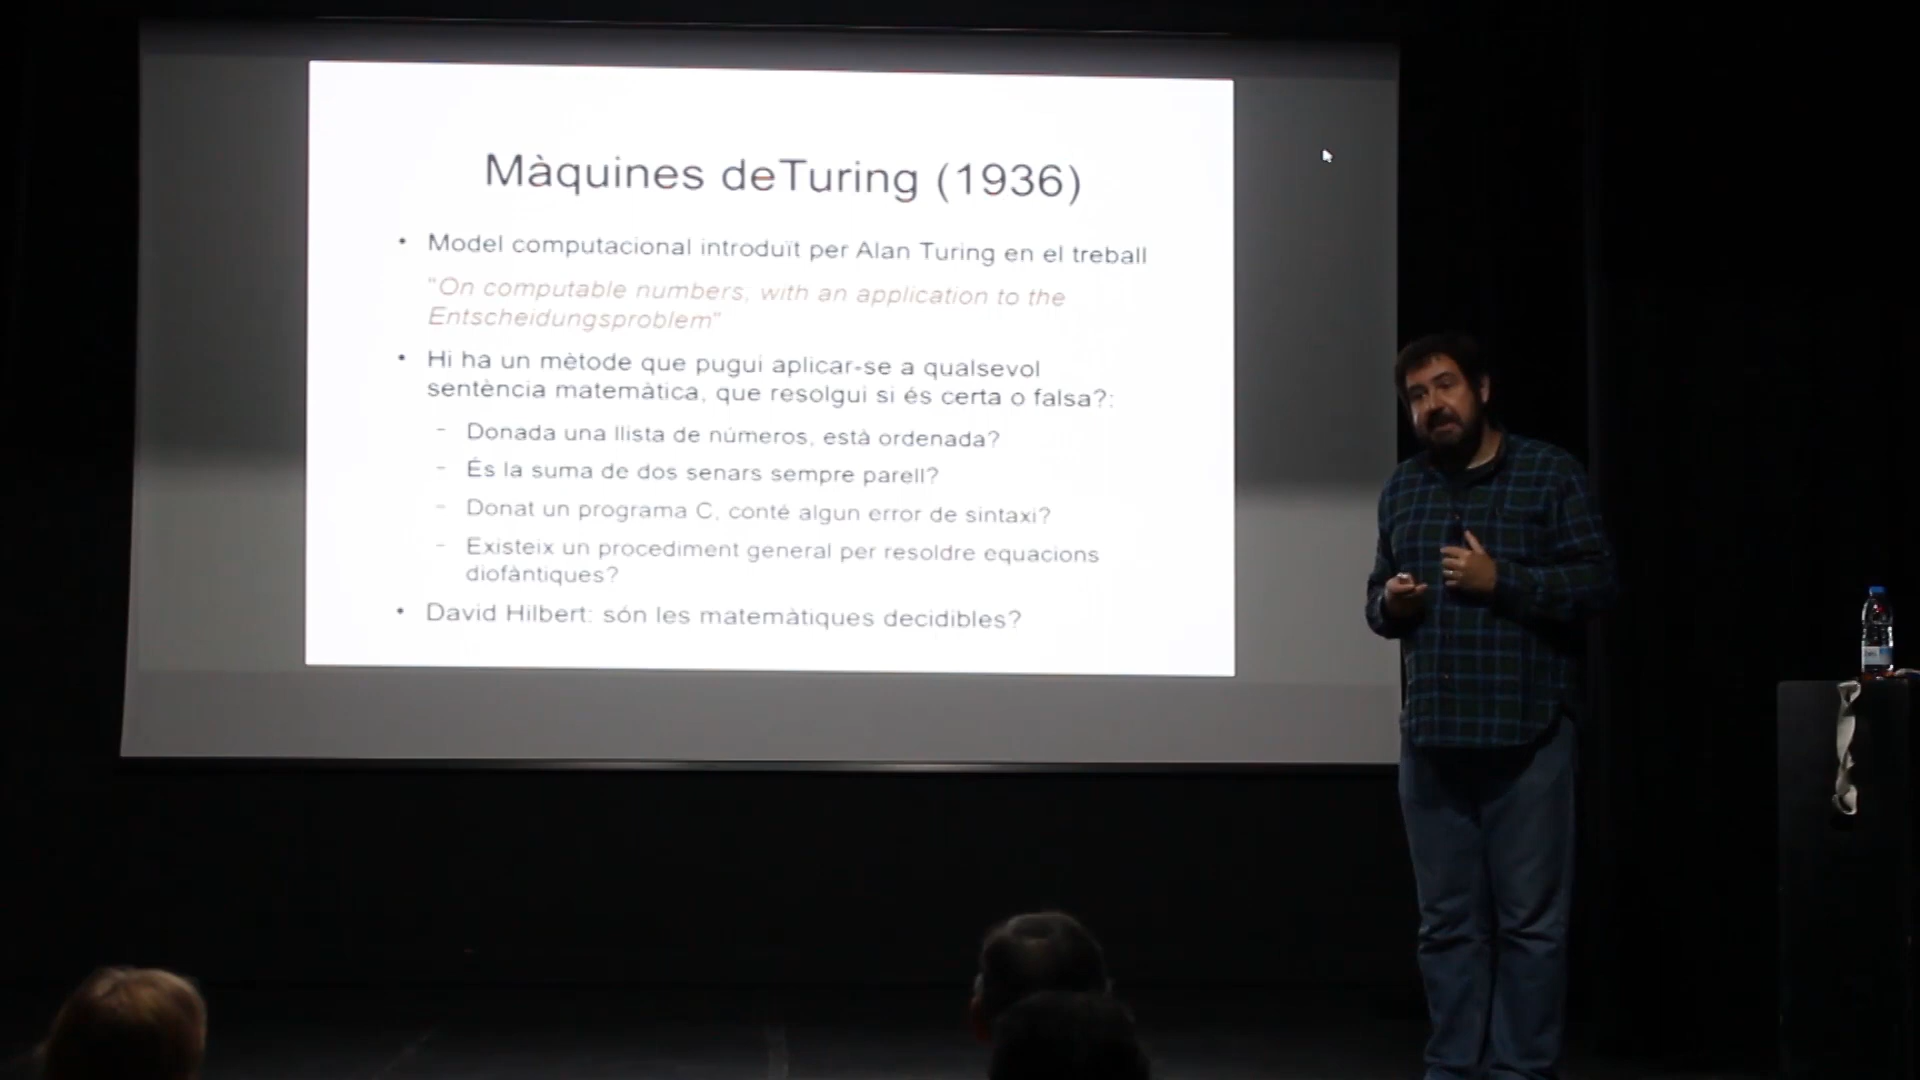 Màquines deTuring (1936)
• Model computacional introduït per Alan Turing en el treball
"On computable numbers, with an application to the
Entscheidungsproblem"
• Hi ha un mètode que pugui aplicar-se a qualsevol
sentència matemàtica, que resolgui si és certa o falsa?:
- Donada una llista de números, està ordenada?
- És la suma de dos senars sempre parell?
- Donat un programa C, conté algun error de sintaxi?
- Existeix un procediment general per resoldre equacions
diofàntiques?
• David Hilbert: són les matemàtiques decidibles?